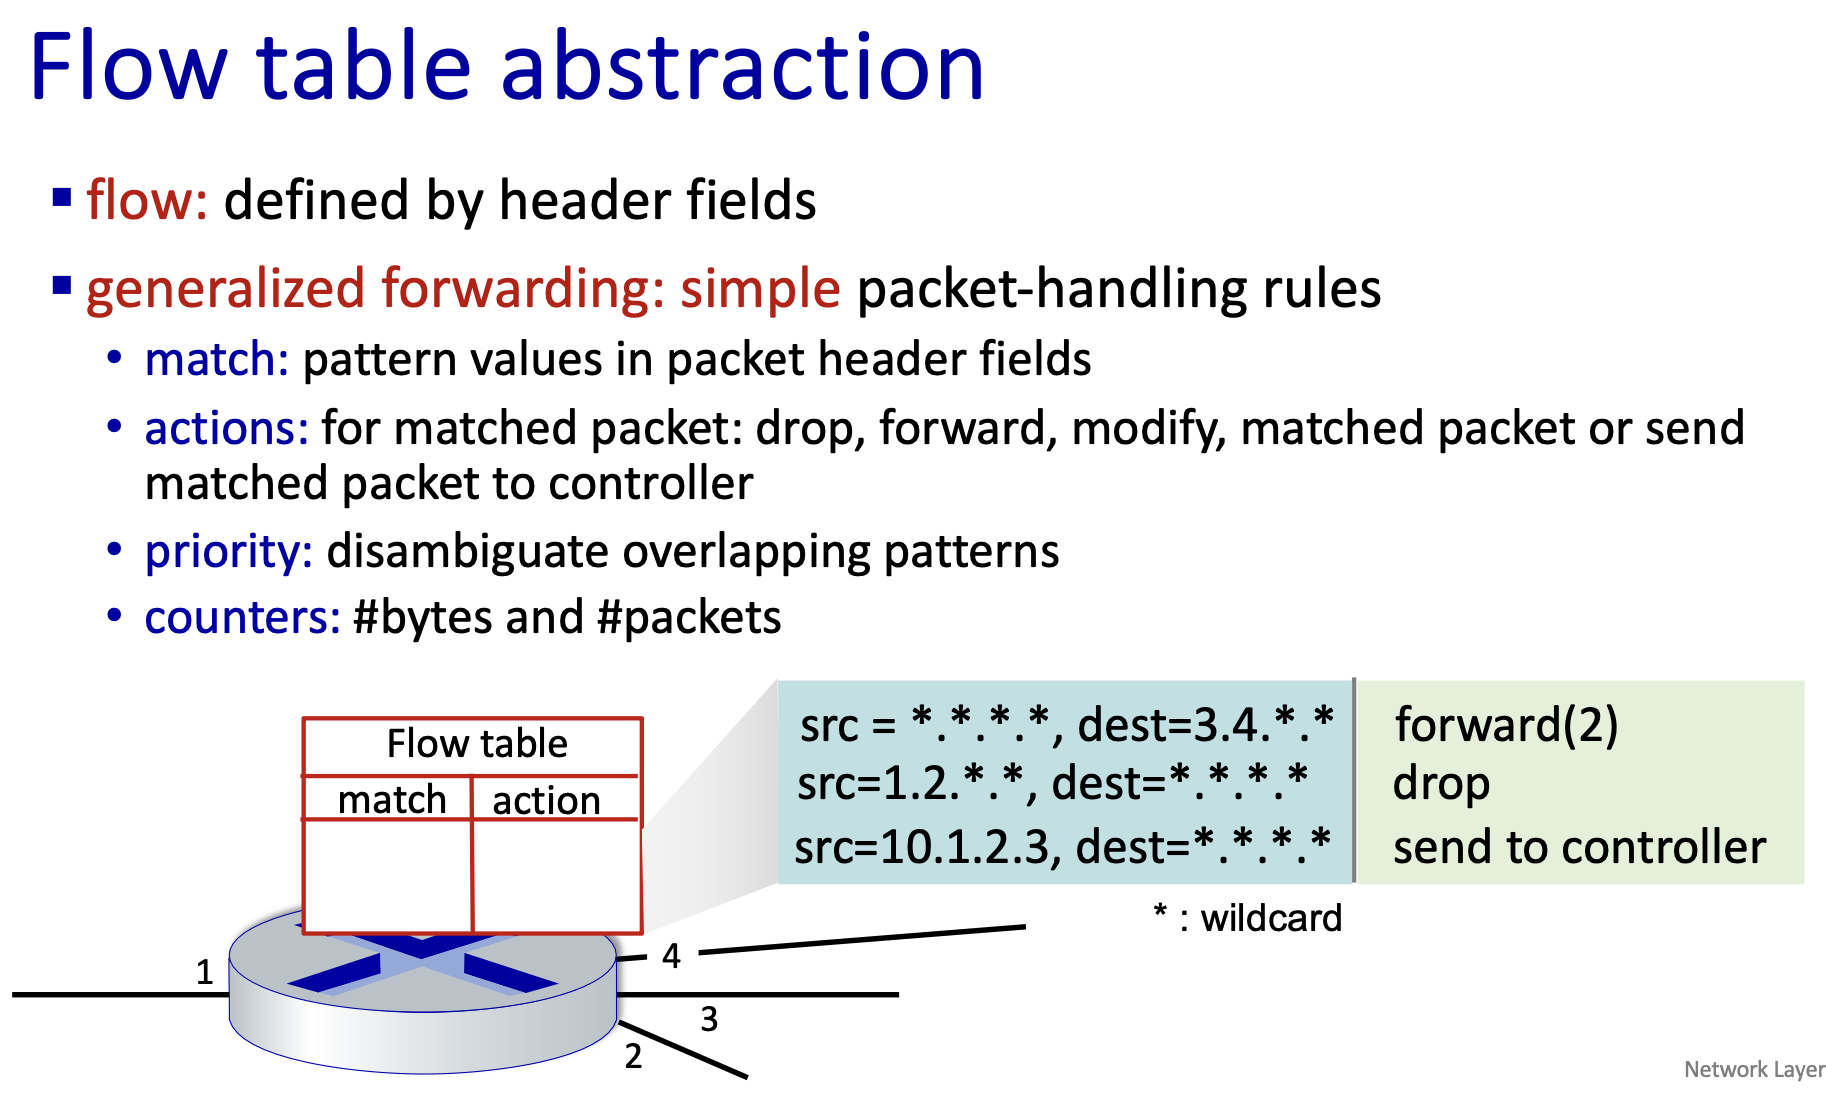 Flow table abstraction
flow: defined by header fields
generalized forwarding: simple packet-handling rules
match: pattern values in packet header fields
actions: for matched packet: drop, forward, modify, matched packet or send
matched packet to controller
priority: disambiguate overlapping patterns
counters: #bytes and #packets
Flow table
match action
src = *.*.*.*, dest=3.4.*.* forward(2)
src=1.2.*.*, dest=*.*.*.* drop
src=10.1.2.3, dest=*.*.*.* send to controller
* : wildcard
1
4
3
2
Network Layer